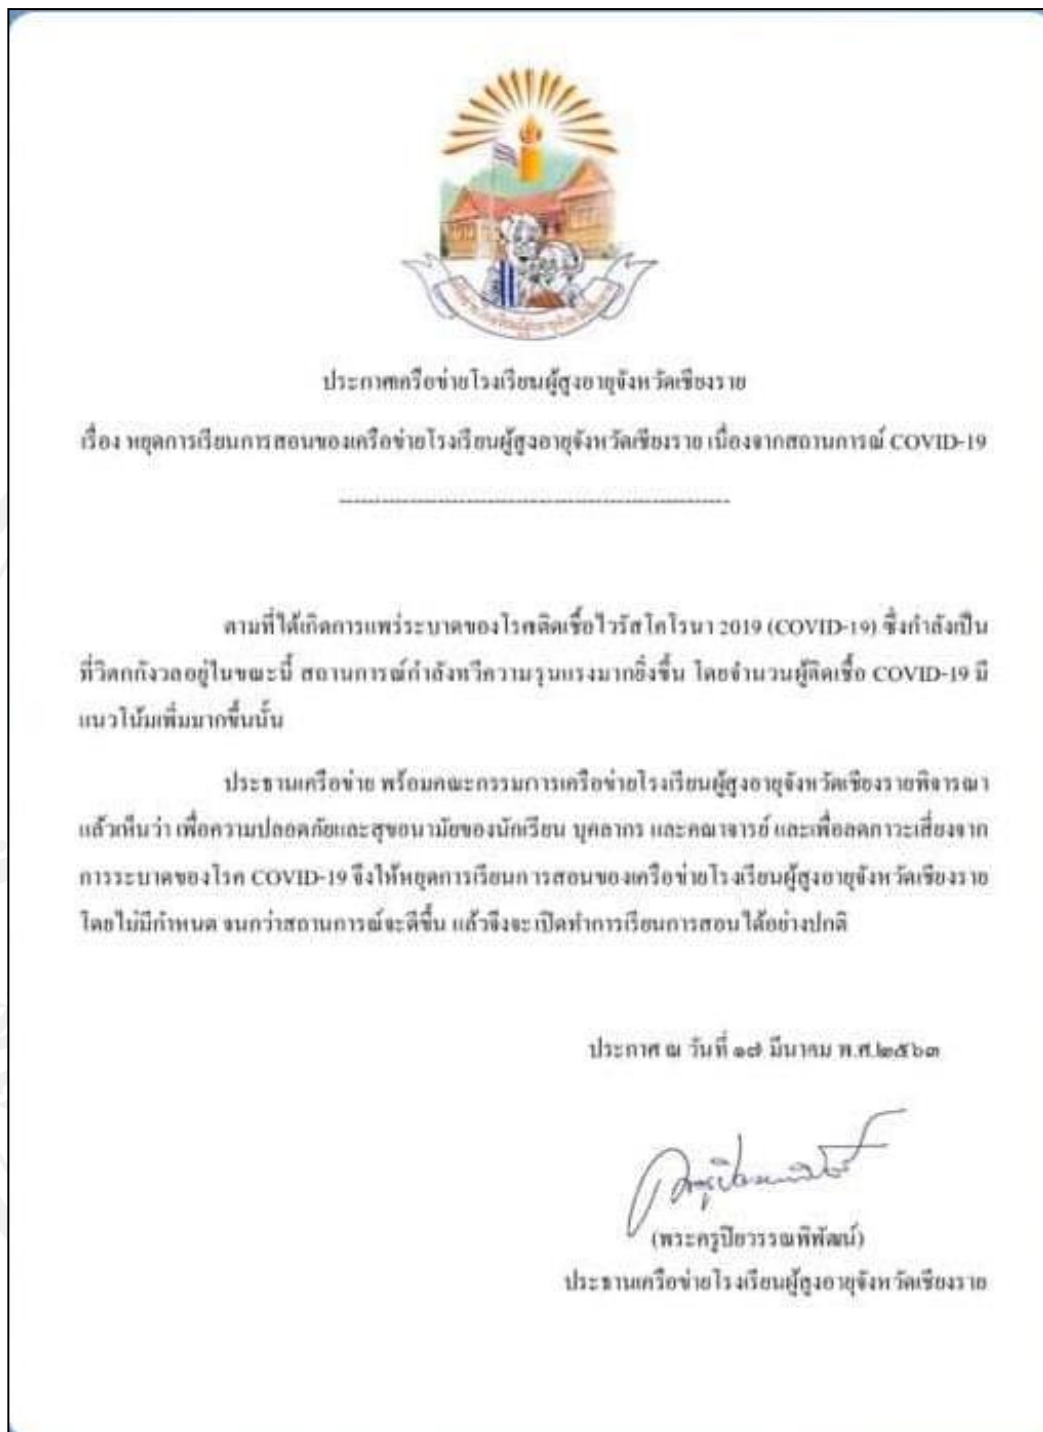 ประกาศเครือข่ายโรงเรียนผู้สูงอายุจังหวัดเชียงราย
เรื่อง หยุดการเรียนการสอนของเครือข่ายโรงเรียนผู้สูงอายุจังหวัดเชียงราย เนื่องจากสถานการณ์ COVID-19
ตามที่ได้เกิดการแพร่ระบาดของโรคติดเชื้อไวรัสโคโรนา 2019 (COVID-19) ซึ่งกำลังเป็น
ที่วิตกกังวลอยู่ในขณะนี้ สถานการณ์กำลังทวีความรุนแรงมากยิ่งขึ้น โดยจำนวนผู้ติดเชื้อ COVID-19 มี
แนวโน้มเพิ่มมากขึ้นนั้น
ประธานเครือข่าย พร้อมคณะกรรมการเครือข่ายโรงเรียนผู้สูงอายุจังหวัดเชียงรายพิจารณา
แล้วเห็นว่า เพื่อความปลอดภัยและสุขอนามัยของนักเรียน บุคลากร และคณาจารย์ และเพื่อลดภาวะเสี่ยงจาก
การระบาดของโรค COVID-19 จึงให้หยุดการเรียนการสอนของเครือข่ายโรงเรียนผู้สูงอายุจังหวัดเชียงราย
โดยไม่มีกำหนด จนกว่าสถานการณ์จะดีขึ้น แล้วจึงจะเปิดทำการเรียนการสอนได้อย่างปกติ
ประกาศ ณ วันที่ ๑๗ มีนาคม พ.ศ.๒๕๖๓
(พระครูปิยวรรณพิพัฒน์)
ประธานเครือข่ายโรงเรียนผู้สูงอายุจังหวัดเชียงราย